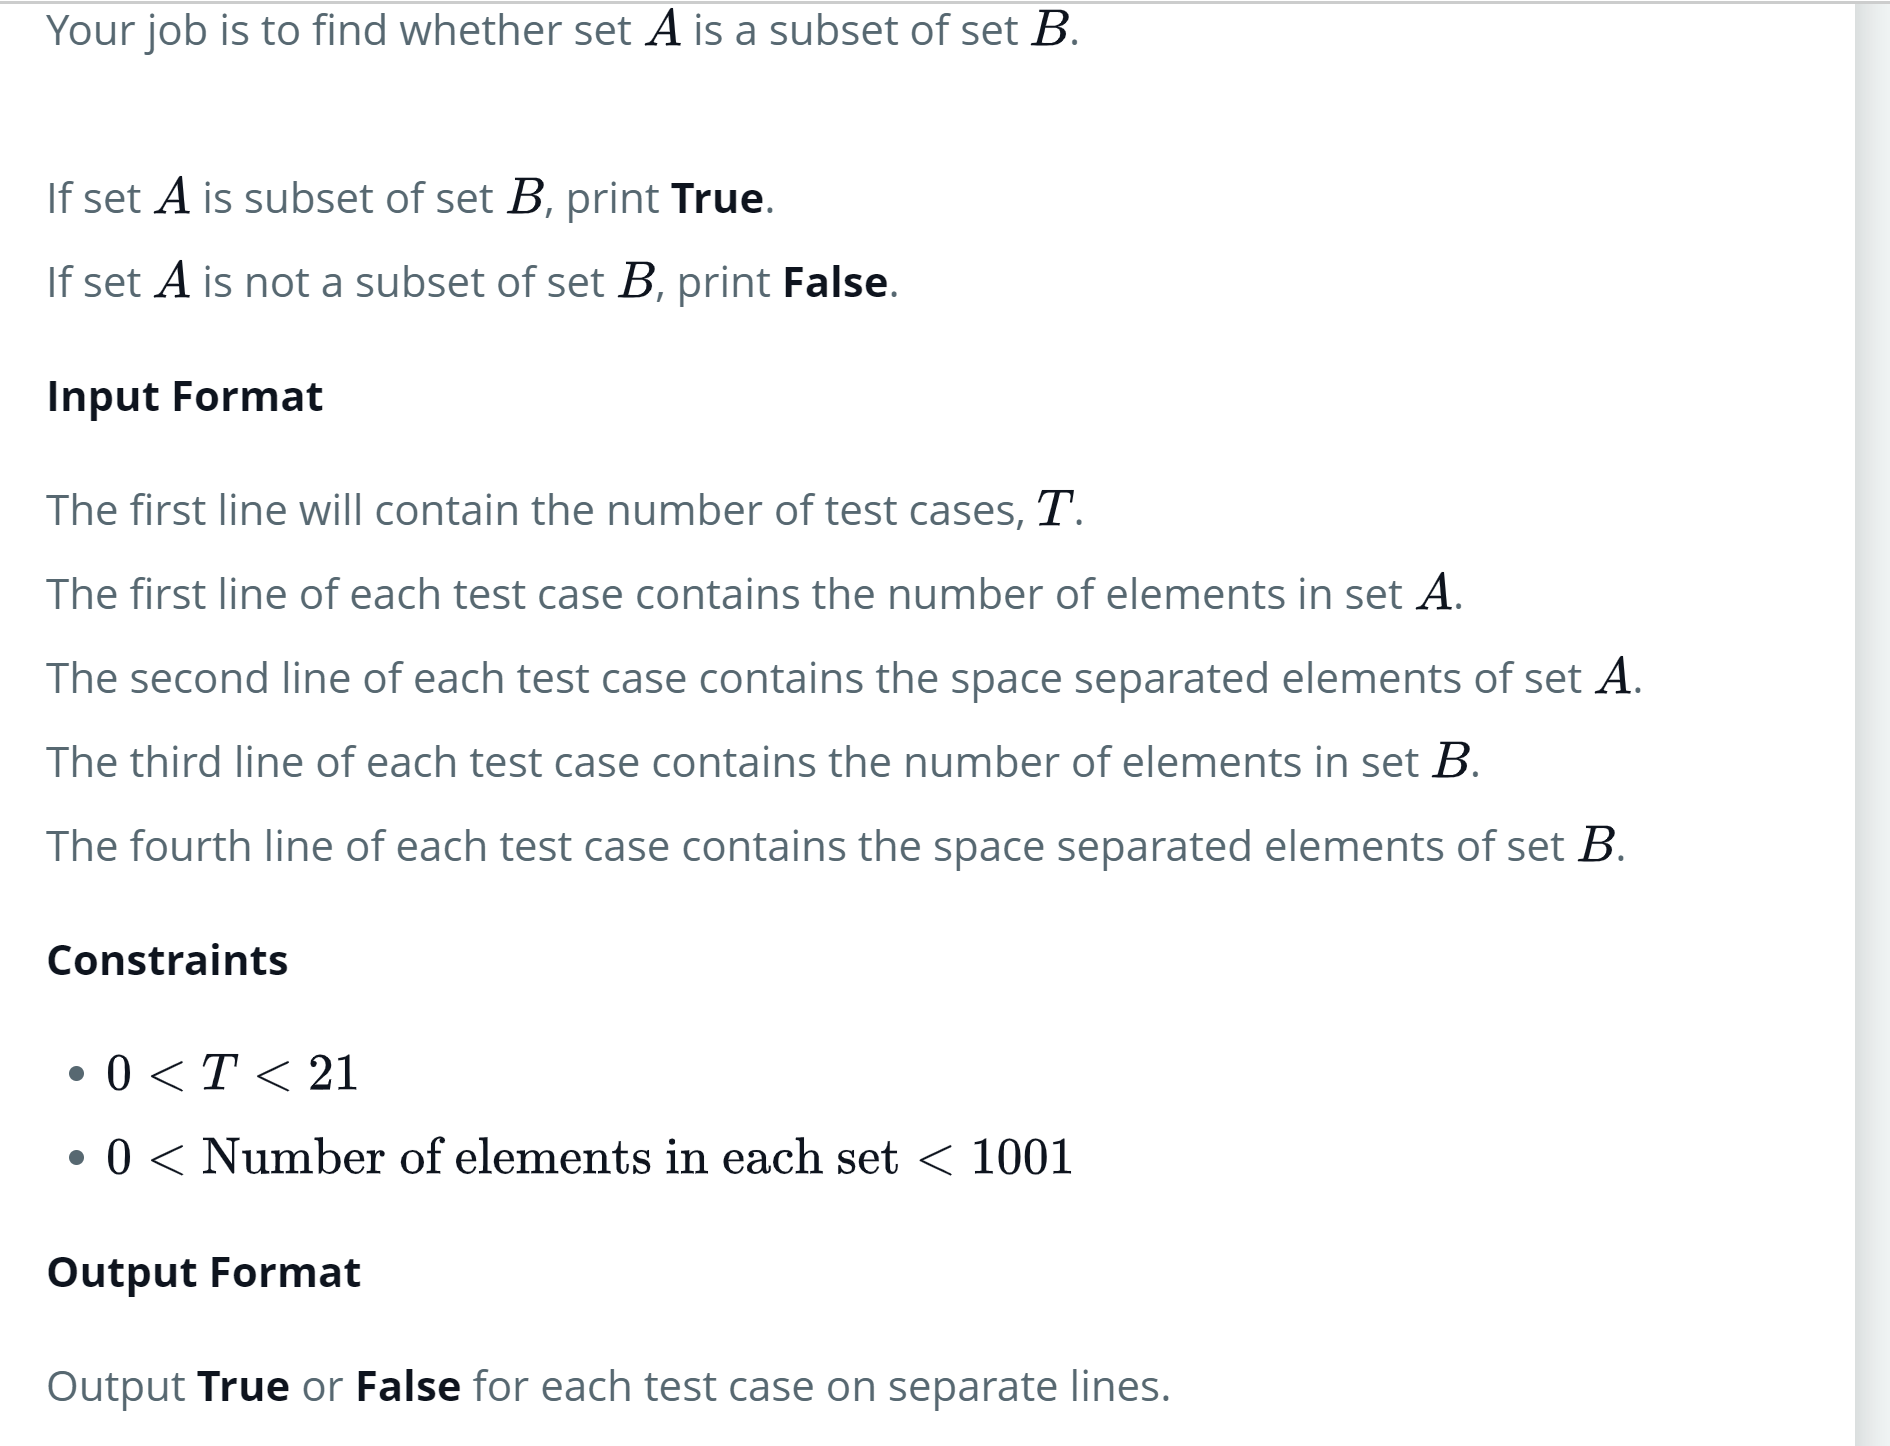 Your job is to find whether set A is a subset of set B.
If set A is subset of set B, print True.
If set A is not a subset of set B, print False.
Input Format
The first line will contain the number of test cases, T.
The first line of each test case contains the number of elements in set A.
The second line of each test case contains the space separated elements of set A.
The third line of each test case contains the number of elements in set B.
The fourth line of each test case contains the space separated elements of set B.
Constraints
• 0 < T < 21
• 0 < Number of elements in each set < 1001
Output Format
Output True or False for each test case on separate lines.